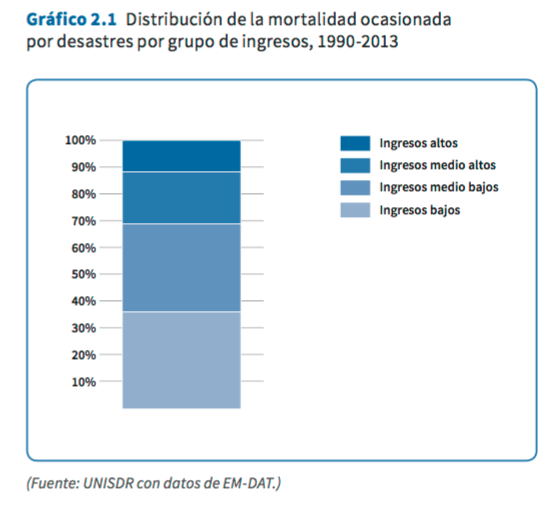 Gráfico 2.1 Distribución de la mortalidad ocasionada
por desastres por grupo de ingresos, 1990-2013
100%
90%
80%
70%
60%
50%
40%
30%
20%
10%
Ingresos altos
Ingresos medio altos
Ingresos medio bajos
Ingresos bajos
(Fuente: UNISDR con datos de EM-DAT.)